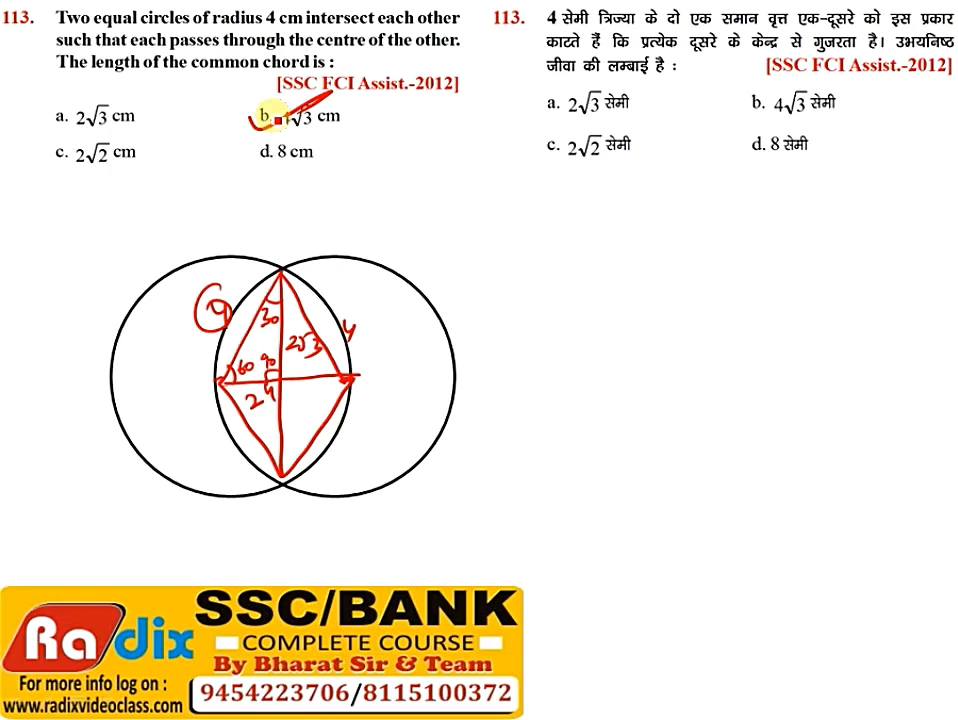 113. Two equal circles of radius 4 cm intersect each other
such that each passes through the centre of the other.
The length of the common chord is :
[SSC FCI Assist.-2012]
a. 2√3 cm
b. 4√3 cm
c. 2√2 cm
d. 8 cm
113. 4 सेमी त्रिज्या के दो एक समान वृत्त एक-दूसरे को इस प्रकार
काटते हैं कि प्रत्येक दूसरे के केन्द्र से गुजरता है। उभयनिष्ठ
जीवा की लम्बाई है :
[SSC FCI Assist.-2012]
a. 2√3 सेमी
b. 4√3 सेमी
c. 2√2 सेमी
d. 8 सेमी
30
4
2√3
60
90
2
Radix
SSC/BANK
COMPLETE COURSE
By Bharat Sir & Team
For more info log on :
www.radixvideoclass.com
9454223706/8115100372